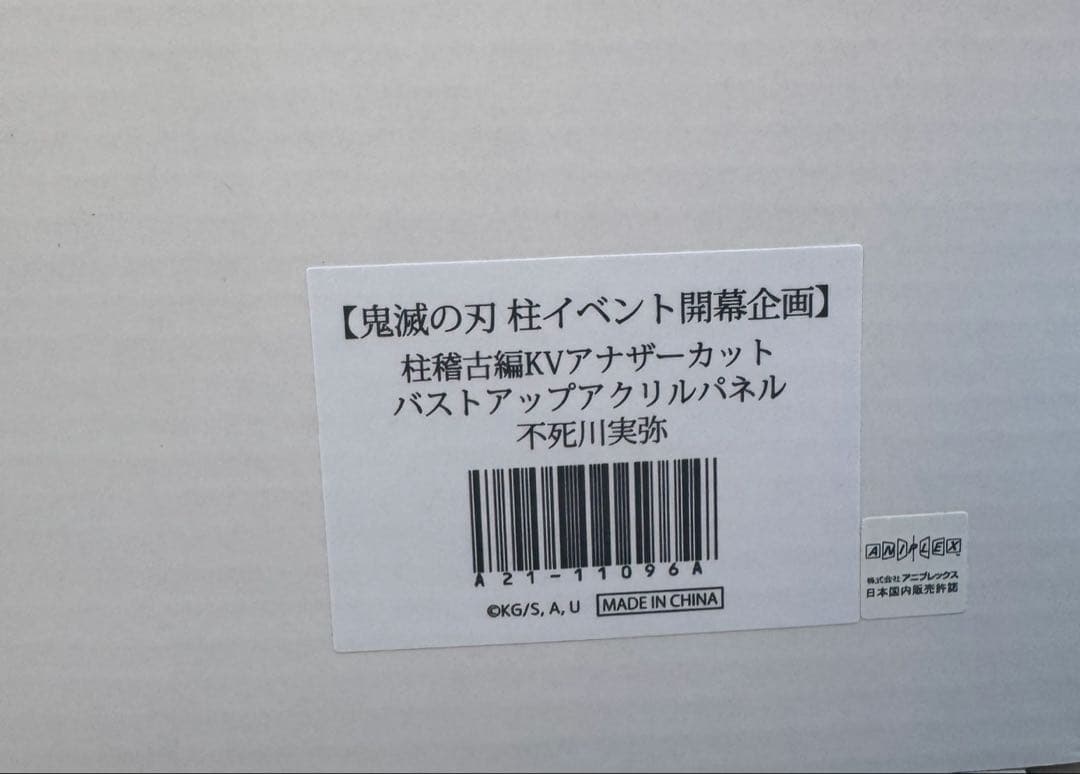 【鬼滅の刃 柱イベント開幕企画】
柱稽古編KVアナザーカット
バストアップアクリルパネル
不死川実弥
A21-11096A
©KG/S, A, U MADE IN CHINA
ANIPLEX
株式会社 アニプレックス
日本国内販売許諾